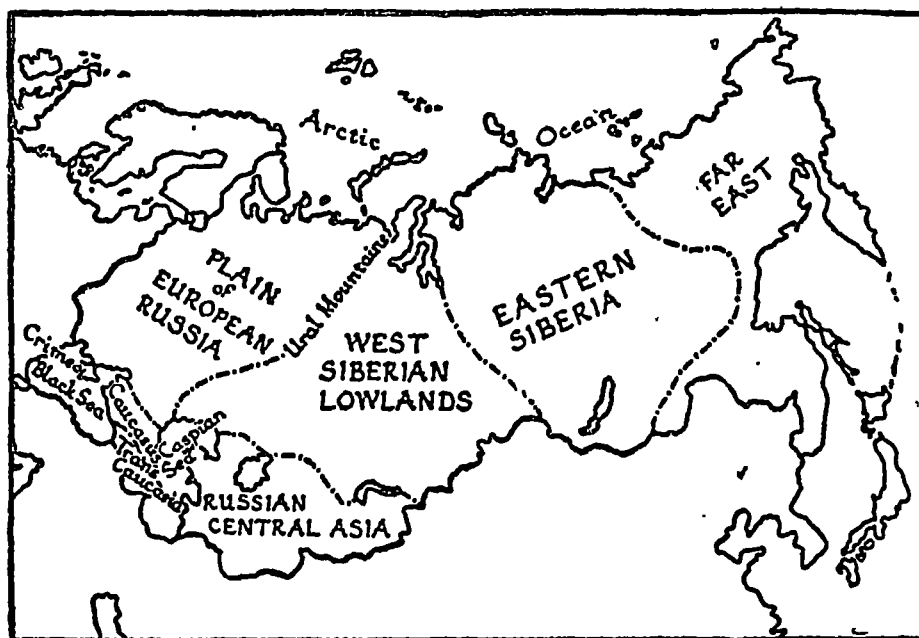 Arctic
Ocean
FAR
EAST
PLAIN
of
EUROPEAN
RUSSIA
Ural Mountains
EASTERN
SIBERIA
WEST
SIBERIAN
LOWLANDS
Crimea
Black Sea
Caucasus
Caspian
Sea
Trans
Caucasia
RUSSIAN
CENTRAL ASIA